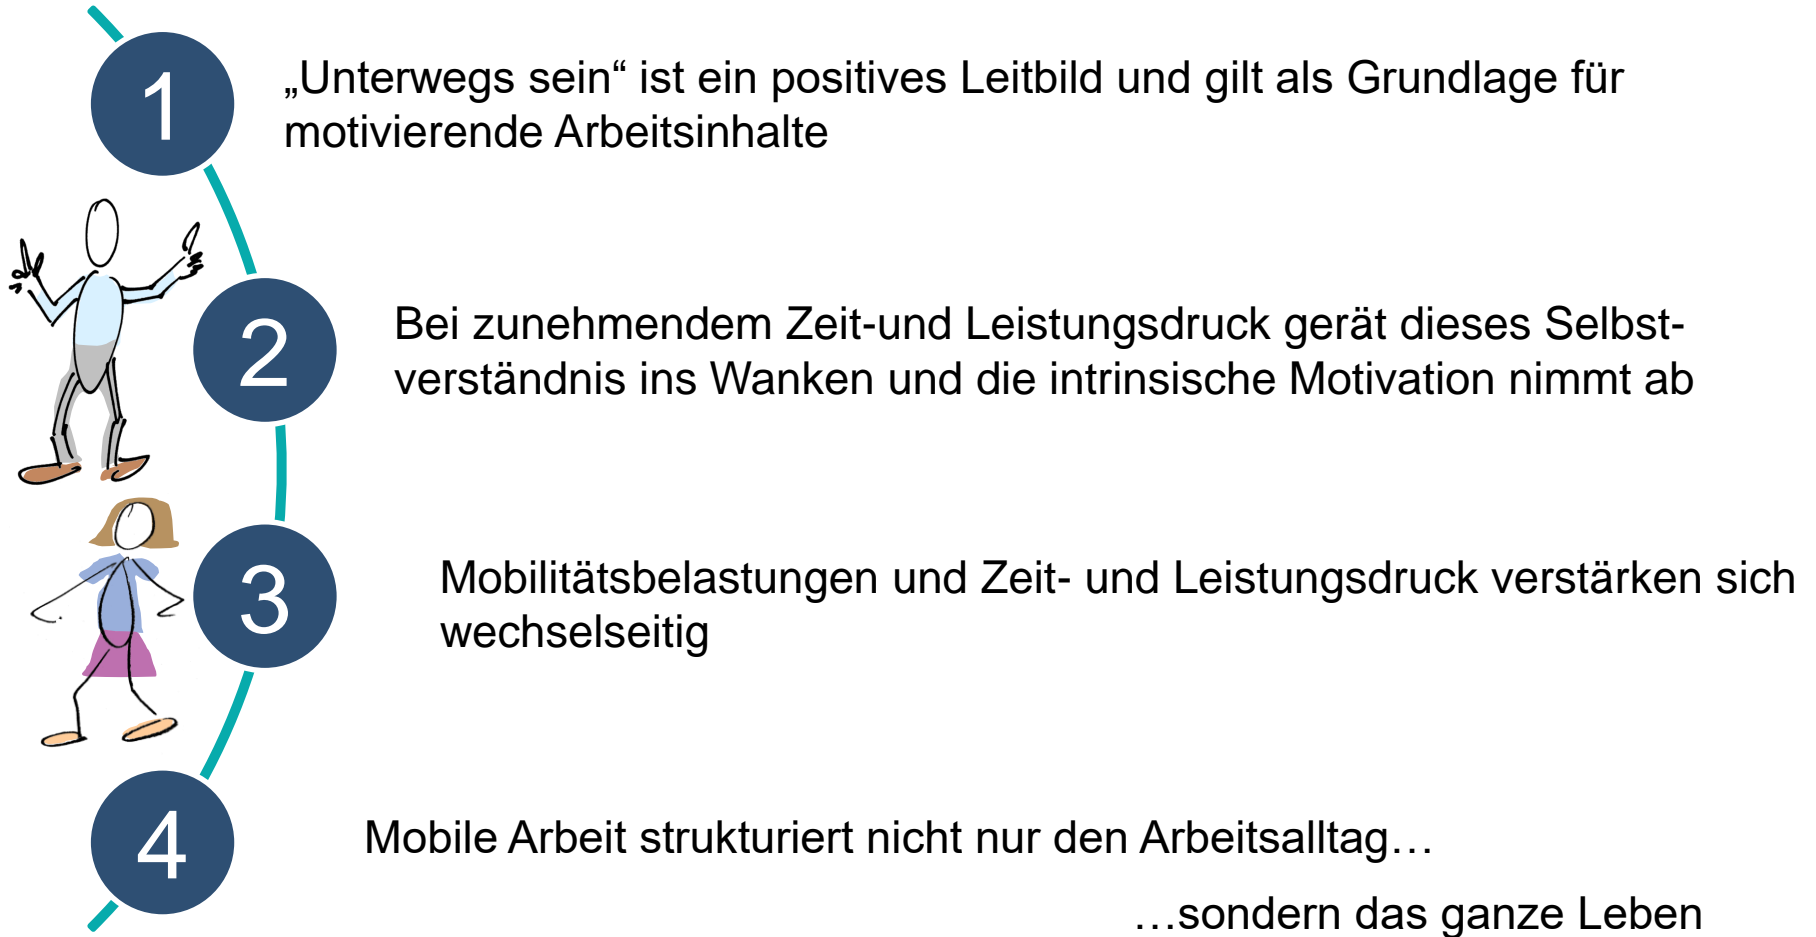 1
„Unterwegs sein“ ist ein positives Leitbild und gilt als Grundlage für
motivierende Arbeitsinhalte
2
Bei zunehmendem Zeit-und Leistungsdruck gerät dieses Selbst-
verständnis ins Wanken und die intrinsische Motivation nimmt ab
3
Mobilitätsbelastungen und Zeit- und Leistungsdruck verstärken sich
wechselseitig
4
Mobile Arbeit strukturiert nicht nur den Arbeitsalltag…
…sondern das ganze Leben